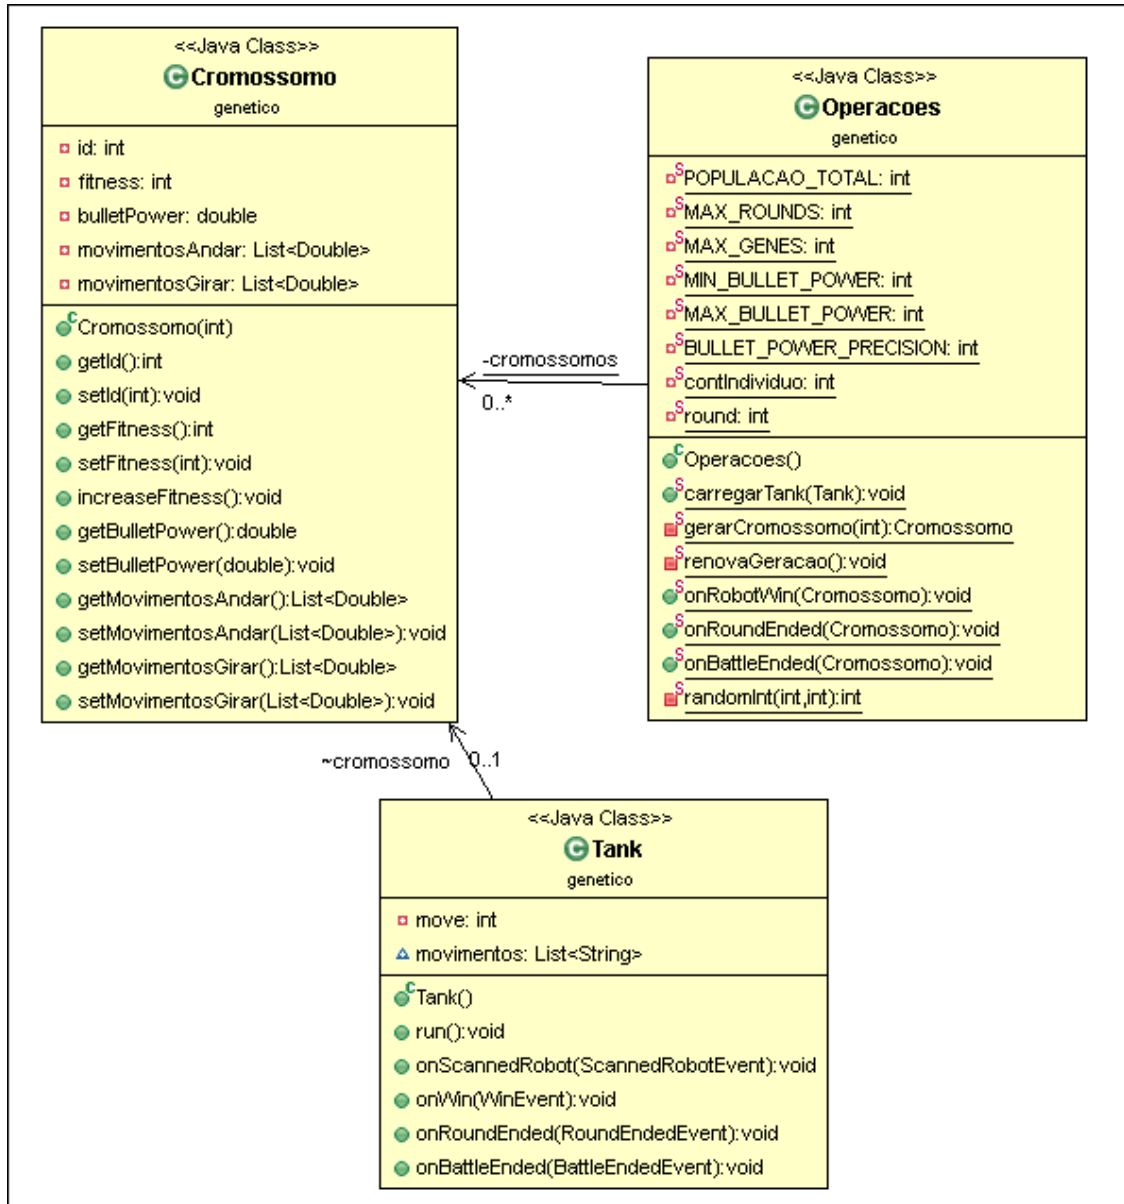 <<Java Class>>
Cromossomo
genetico
id: int
fitness: int
bulletPower: double
movimentosAndar: List<Double>
movimentosGirar: List<Double>
Cromossomo(int)
getId():int
setId(int):void
getFitness():int
setFitness(int):void
increaseFitness():void
getBulletPower():double
setBulletPower(double):void
getMovimentosAndar():List<Double>
setMovimentosAndar(List<Double>):void
getMovimentosGirar():List<Double>
setMovimentosGirar(List<Double>):void
-cromossomos
0..*
<<Java Class>>
Operacoes
genetico
POPULACAO_TOTAL: int
MAX_ROUNDS: int
MAX_GENES: int
MIN_BULLET_POWER: int
MAX_BULLET_POWER: int
BULLET_POWER_PRECISION: int
contIndividuo: int
round: int
Operacoes()
carregarTank(Tank):void
gerarCromossomo(int):Cromossomo
renovaGeracao():void
onRobotWin(Cromossomo):void
onRoundEnded(Cromossomo):void
onBattleEnded(Cromossomo):void
randomInt(int,int):int
~cromossomo 0..1
<<Java Class>>
Tank
genetico
move: int
movimentos: List<String>
Tank()
run():void
onScannedRobot(ScannedRobotEvent):void
onWin(WinEvent):void
onRoundEnded(RoundEndedEvent):void
onBattleEnded(BattleEndedEvent):void